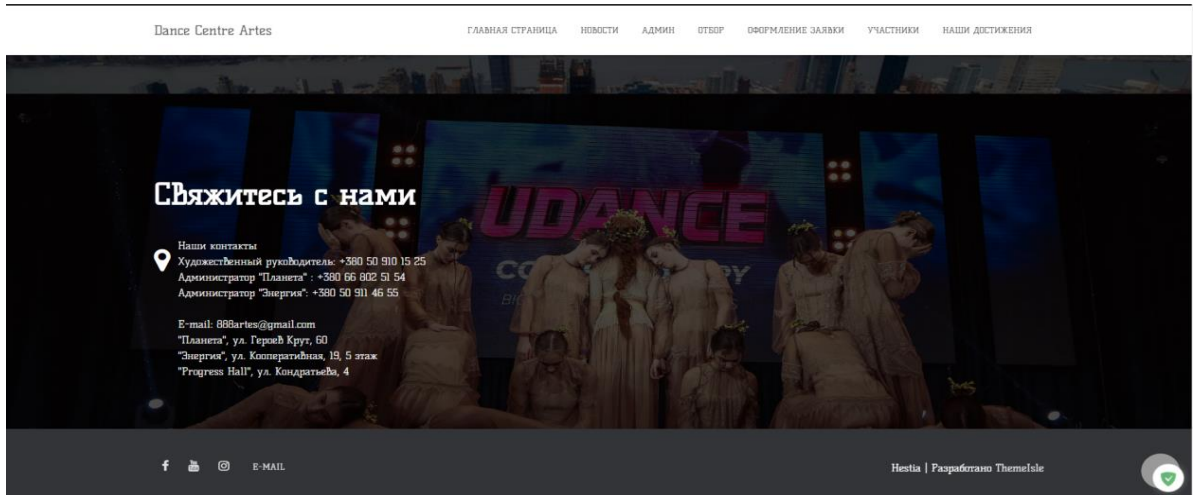 Dance Centre Artes
ГЛАВНАЯ СТРАНИЦА НОВОСТИ АДМИН ОТБОР ОФОРМЛЕНИЕ ЗАЯВКИ УЧАСТНИКИ НАШИ ДОСТИЖЕНИЯ
UDANCE
Свяжитесь с нами
Наши контакты
Художественный руководитель: +380 50 910 15 25
Администратор "Планета" : +380 66 802 51 54
Администратор "Энергия": +380 50 911 46 55
E-mail: 888artes@gmail.com
"Планета", ул. Героев Крут, 60
"Энергия", ул. Кооперативная, 19, 5 этаж
"Progress Hall", ул. Кондратьева, 4
E-MAIL
Hestia | Разработано ThemeIsle